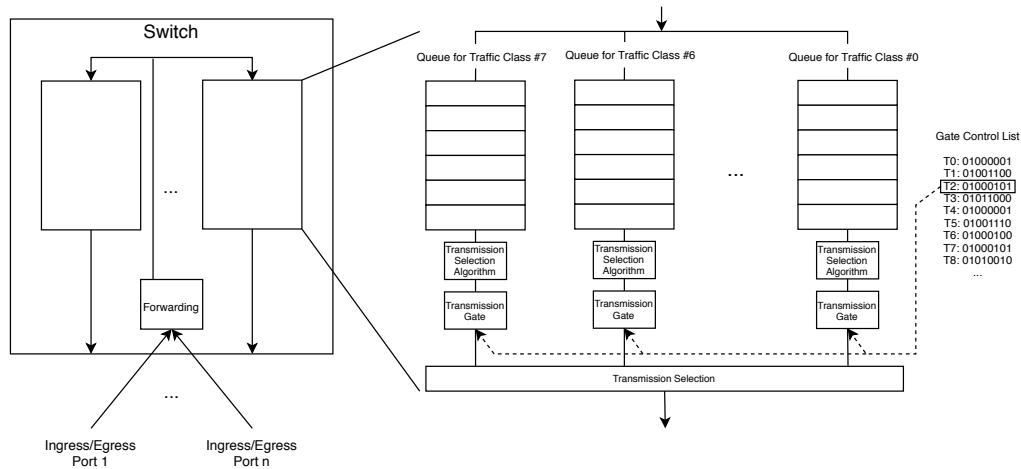 Switch
...
Forwarding
...
Ingress/Egress
Port 1
Ingress/Egress
Port n
Queue for Traffic Class #7
Queue for Traffic Class #6
Queue for Traffic Class #0
...
Transmission
Selection
Algorithm
Transmission
Selection
Algorithm
Transmission
Selection
Algorithm
Transmission
Gate
Transmission
Gate
Transmission
Gate
Transmission Selection
Gate Control List
T0: 01000001
T1: 01001100
T2: 01000101
T3: 01011000
T4: 01000001
T5: 01001110
T6: 01000100
T7: 01000101
T8: 01010010
...